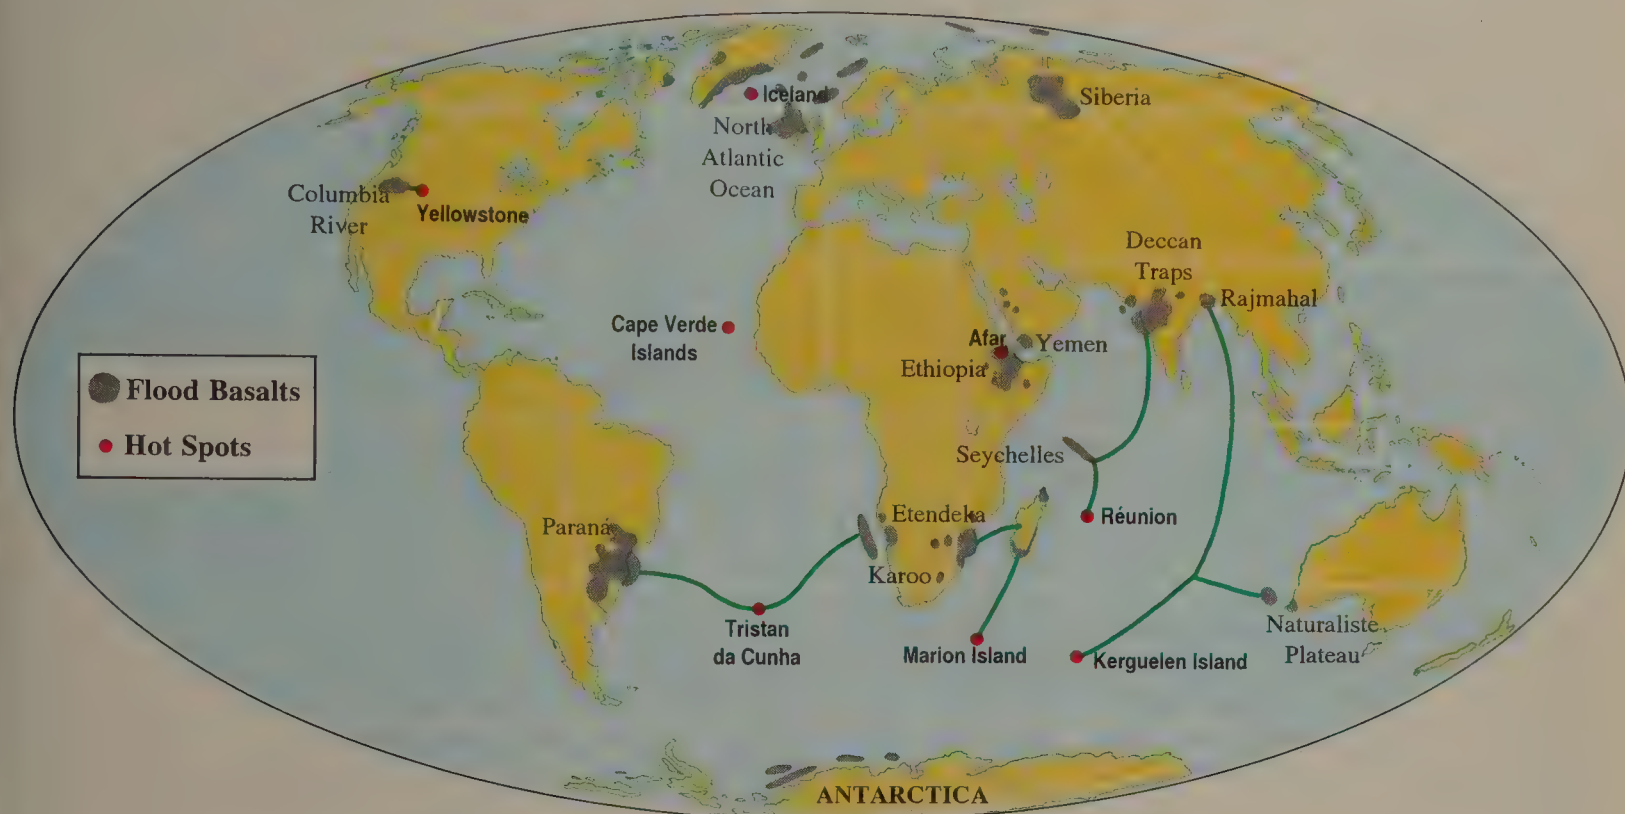 Iceland
North
Atlantic
Ocean
Siberia
Columbia
River
Yellowstone
Deccan
Traps
Rajmahal
Cape Verde
Islands
Afar
Yemen
Ethiopia
Flood Basalts
Hot Spots
Seychelles
Réunion
Paraná
Etendeka
Karoo
Tristan
da Cunha
Marion Island
Kerguelen Island
Naturaliste
Plateau
ANTARCTICA